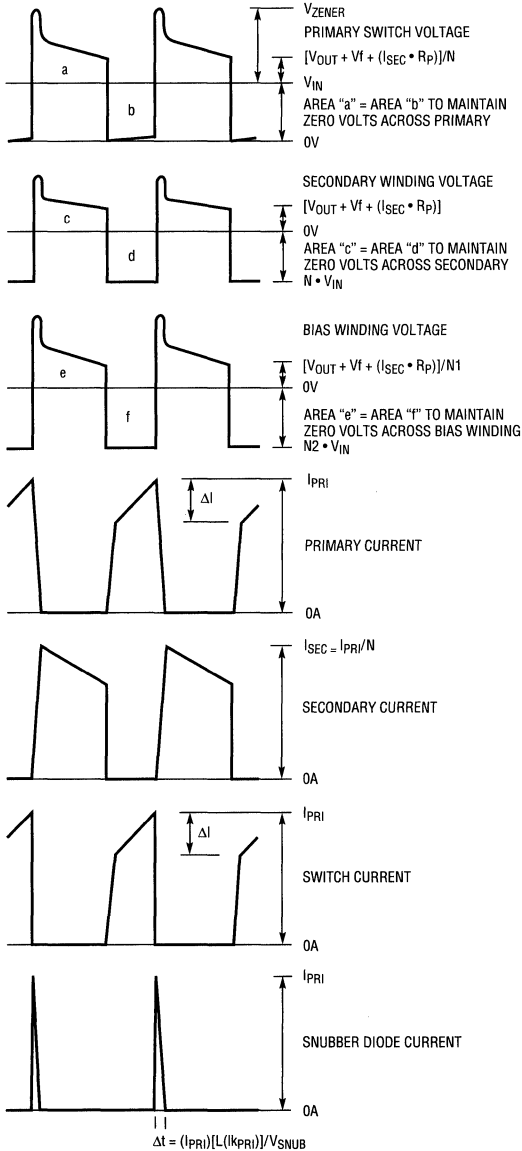 VZENER
PRIMARY SWITCH VOLTAGE
[VOUT + Vf + (ISEC • RP)]/N
a
VIN
b
AREA “a” = AREA “b” TO MAINTAIN
ZERO VOLTS ACROSS PRIMARY
0V
SECONDARY WINDING VOLTAGE
[VOUT + Vf + (ISEC • RP)]
c
0V
d
AREA “c” = AREA “d” TO MAINTAIN
ZERO VOLTS ACROSS SECONDARY
N • VIN
BIAS WINDING VOLTAGE
[VOUT + Vf + (ISEC • RP)]/N1
e
0V
f
AREA “e” = AREA “f” TO MAINTAIN
ZERO VOLTS ACROSS BIAS WINDING
N2 • VIN
IPRI
ΔI
PRIMARY CURRENT
0A
ISEC = IPRI/N
SECONDARY CURRENT
0A
IPRI
ΔI
SWITCH CURRENT
0A
IPRI
SNUBBER DIODE CURRENT
0A
Δt = (IPRI)[L(lkPRI)]/VSNUB